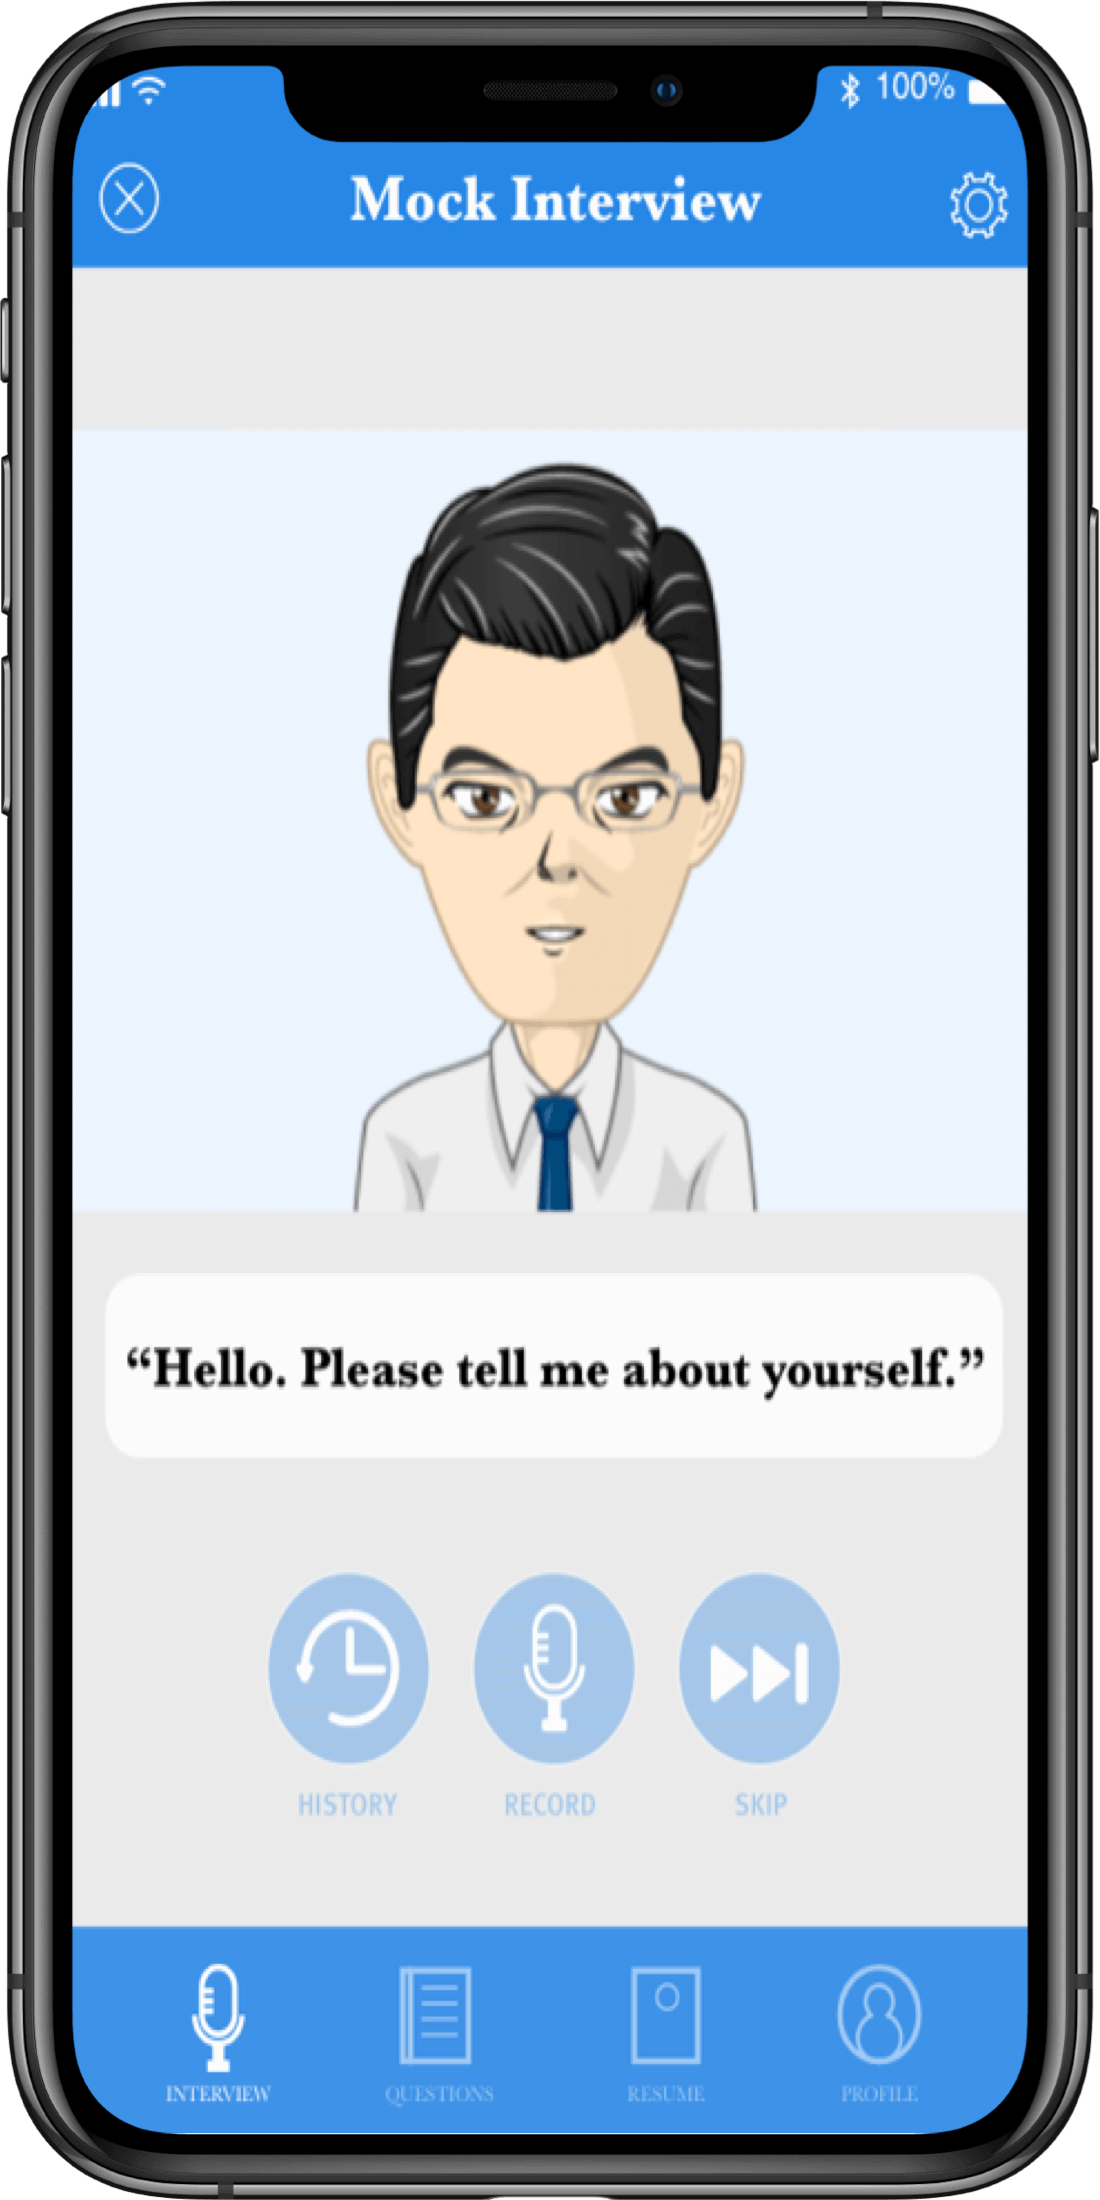 100%
Mock Interview
“Hello. Please tell me about yourself.”
HISTORY RECORD SKIP
INTERVIEW QUESTIONS RESUME PROFILE